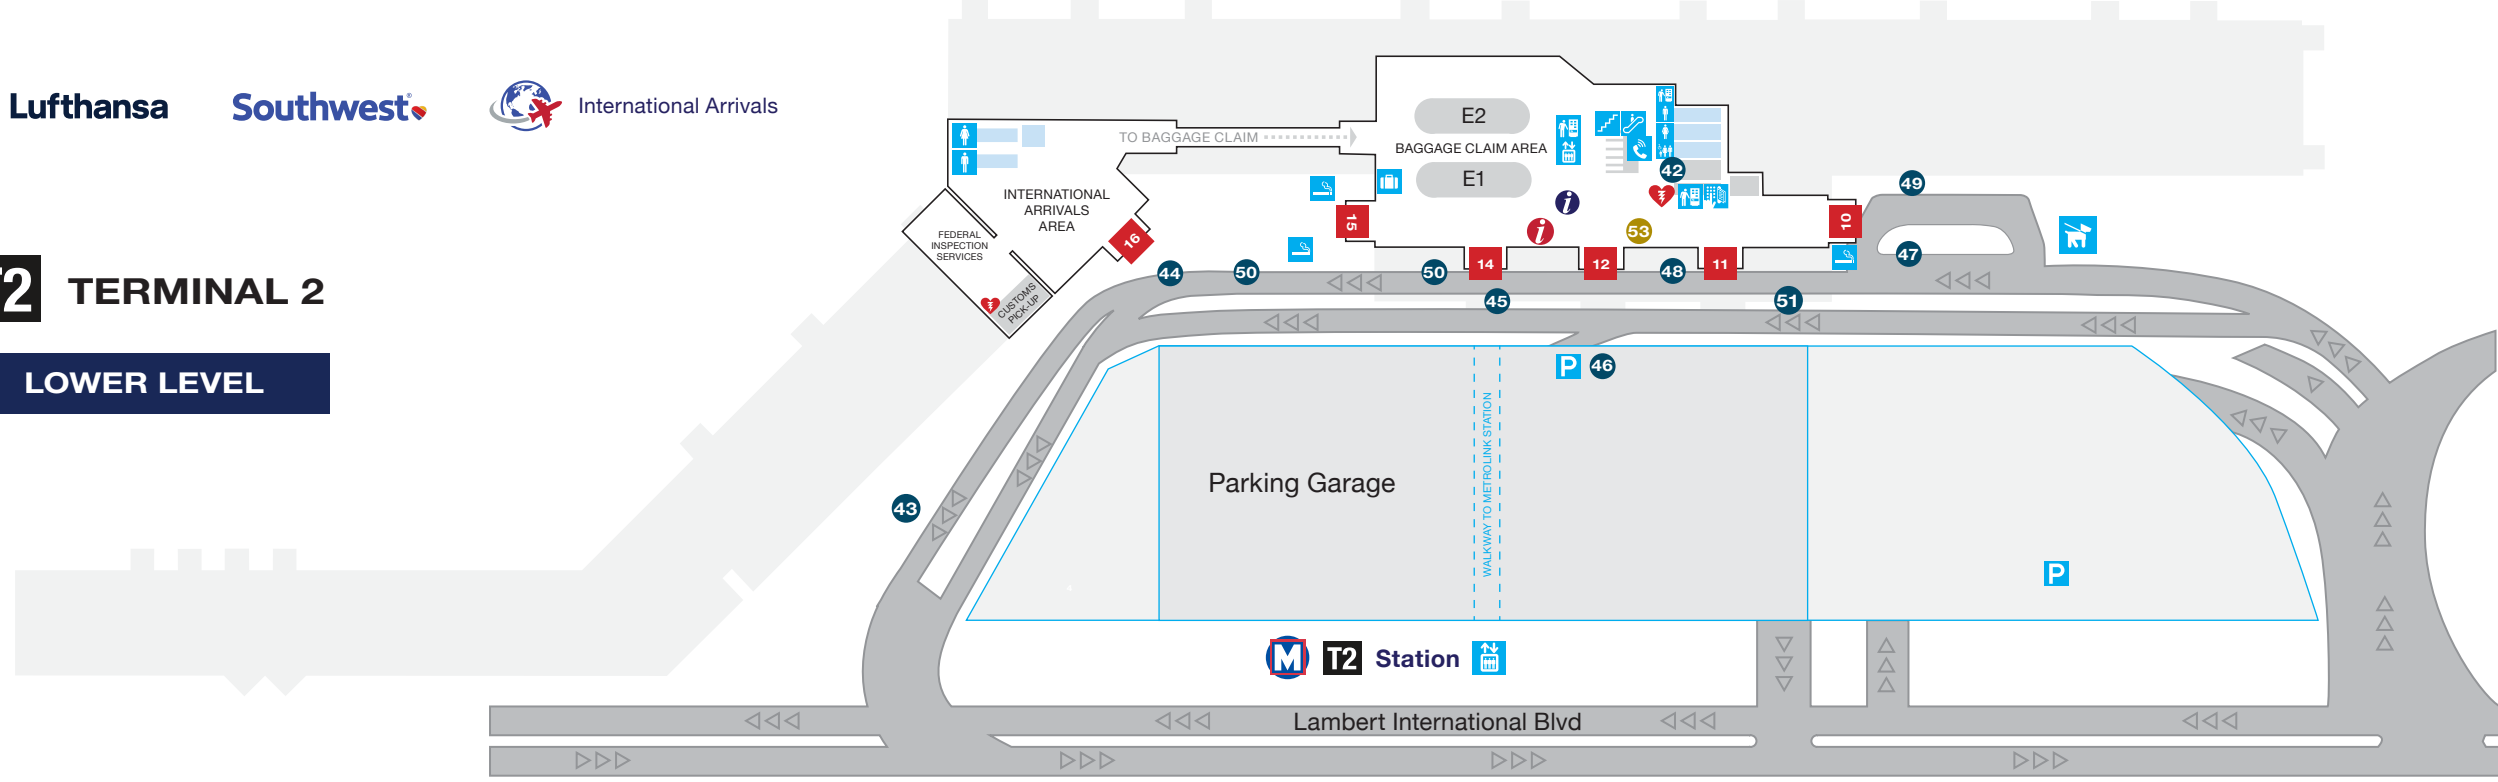 Lufthansa
Southwest®
International Arrivals
T2 TERMINAL 2
LOWER LEVEL
TO BAGGAGE CLAIM
E2
BAGGAGE CLAIM AREA
E1
INTERNATIONAL
ARRIVALS
AREA
FEDERAL
INSPECTION
SERVICES
CUSTOMS
PICK-UP
16
15
14
12
11
10
i
i
53
42
49
47
44
50
50
48
45
51
P
46
43
WALKWAY TO METROLINK STATION
Parking Garage
P
M T2 Station
Lambert International Blvd